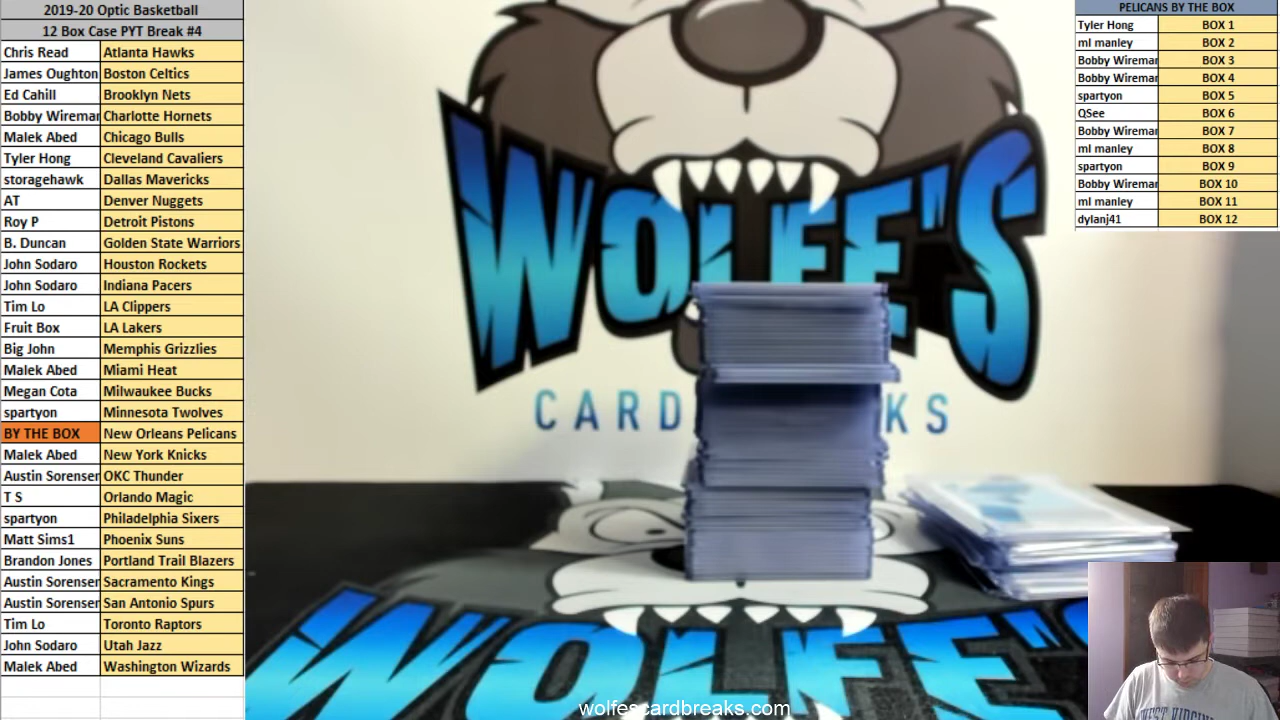 2019-20 Optic Basketball
12 Box Case PYT Break #4
Chris Read Atlanta Hawks
James Oughton Boston Celtics
Ed Cahill Brooklyn Nets
Bobby Wireman Charlotte Hornets
Malek Abed Chicago Bulls
Tyler Hong Cleveland Cavaliers
storagehawk Dallas Mavericks
AT Denver Nuggets
Roy P Detroit Pistons
B. Duncan Golden State Warriors
John Sodaro Houston Rockets
John Sodaro Indiana Pacers
Tim Lo LA Clippers
Fruit Box LA Lakers
Big John Memphis Grizzlies
Malek Abed Miami Heat
Megan Cota Milwaukee Bucks
spartyon Minnesota Twolves
BY THE BOX New Orleans Pelicans
Malek Abed New York Knicks
Austin Sorensen OKC Thunder
T S Orlando Magic
spartyon Philadelphia Sixers
Matt Sims1 Phoenix Suns
Brandon Jones Portland Trail Blazers
Austin Sorensen Sacramento Kings
Austin Sorensen San Antonio Spurs
Tim Lo Toronto Raptors
John Sodaro Utah Jazz
Malek Abed Washington Wizards
WOLFE'S
CARD KS
WOLFE'
wolfescardbreaks.com
PELICANS BY THE BOX
Tyler Hong BOX 1
ml manley BOX 2
Bobby Wireman BOX 3
Bobby Wireman BOX 4
spartyon BOX 5
QSee BOX 6
Bobby Wireman BOX 7
ml manley BOX 8
spartyon BOX 9
Bobby Wireman BOX 10
ml manley BOX 11
dylanj41 BOX 12
WEST VIRGIN